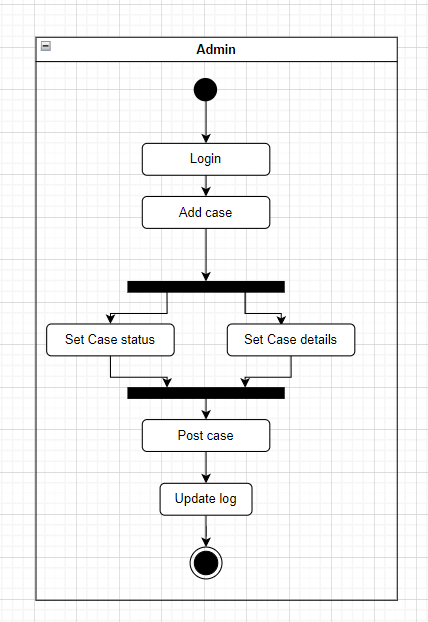 Admin
Login
Add case
Set Case status
Set Case details
Post case
Update log